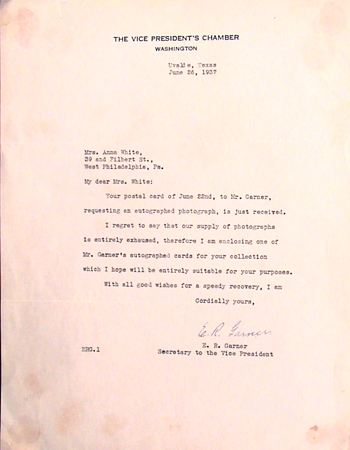 THE VICE PRESIDENT'S CHAMBER
WASHINGTON
Uvalde, Texas
June 26, 1937
Mrs. Anna White,
39 and Filbert St.,
West Philadelphia, Pa.
My dear Mrs. White:
Your postal card of June 22nd, to Mr. Garner,
requesting an autographed photograph, is just received.
I regret to say that our supply of photographs
is entirely exhaused, therefore I am enclosing one of
Mr. Garner's autographed cards for your collection
which I hope will be entirely suitable for your purposes.
With all good wishes for a speedy recovery, I am
Cordially yours,
E. R. Garner
E. R. Garner
ERG.1
Secretary to the Vice President